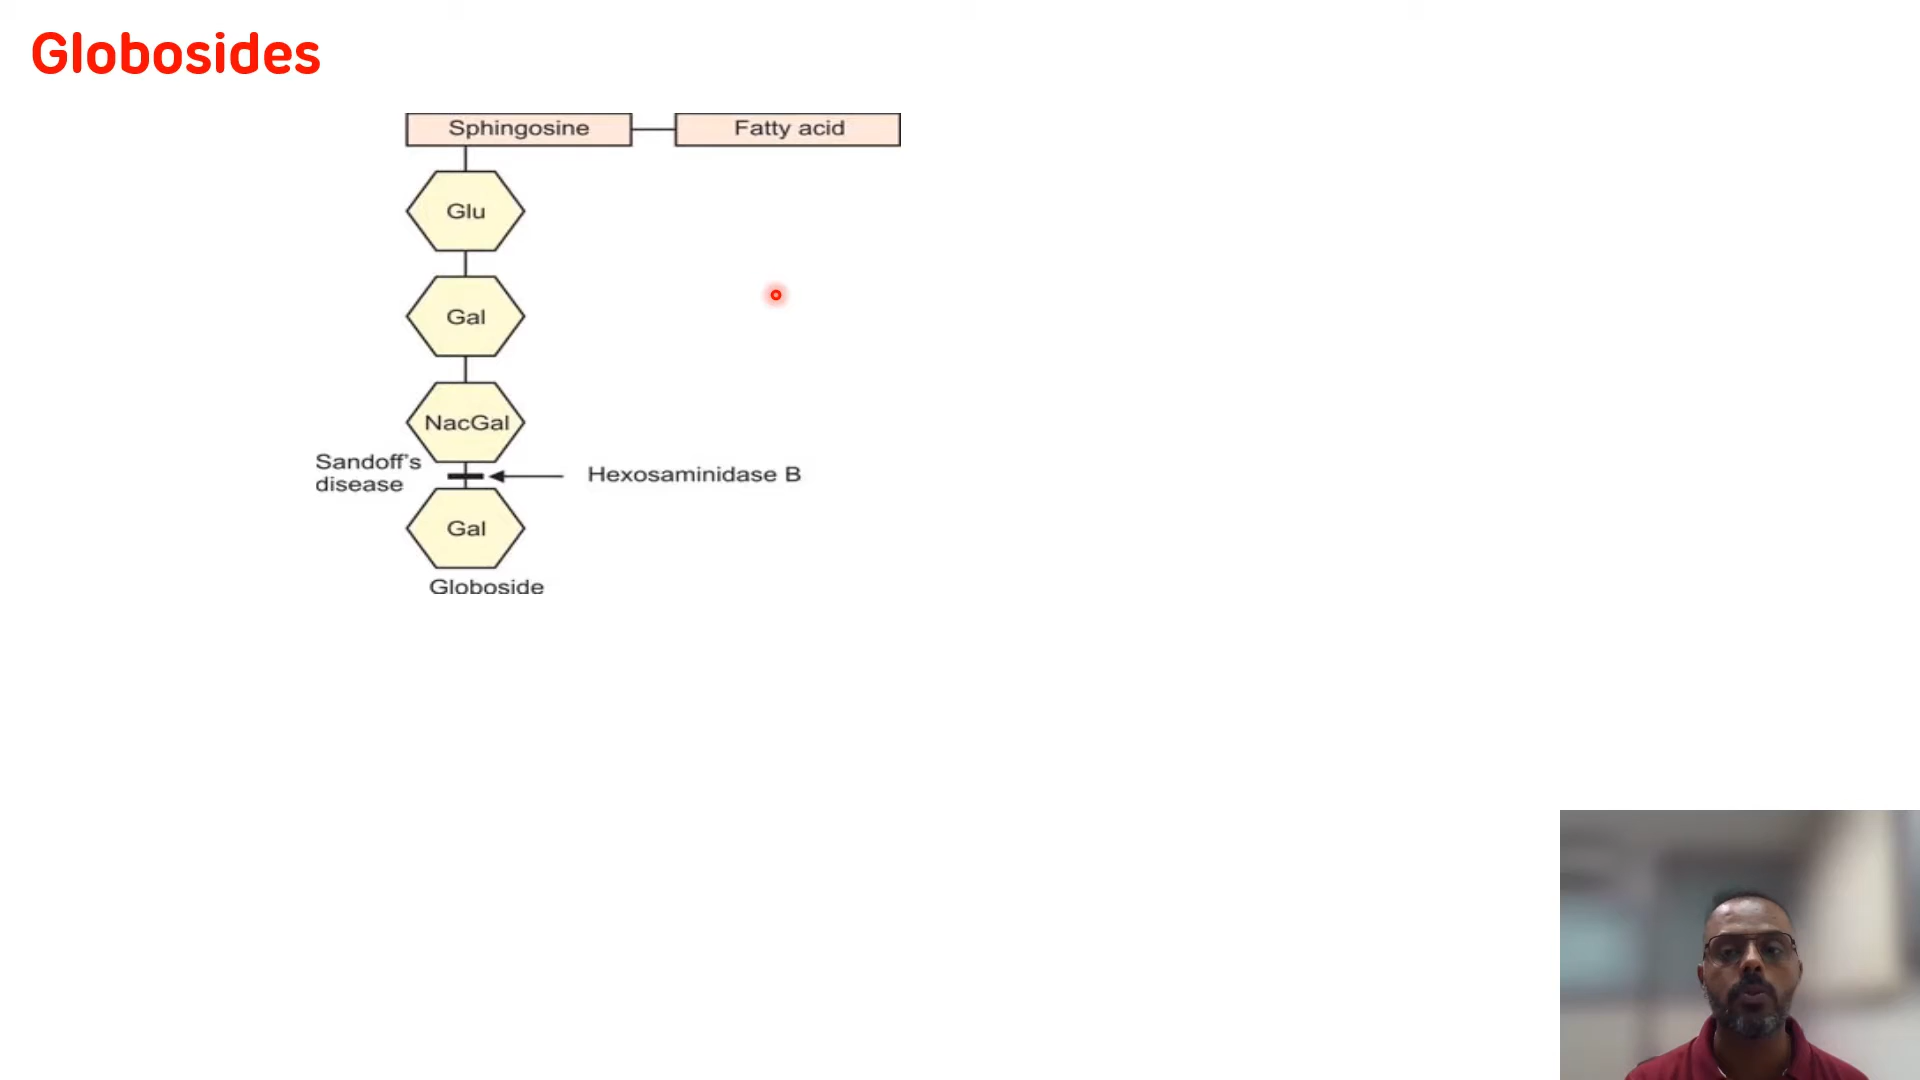 Globosides
Sphingosine
Fatty acid
Glu
Gal
NacGal
Sandoff's
disease
Hexosaminidase B
Gal
Globoside